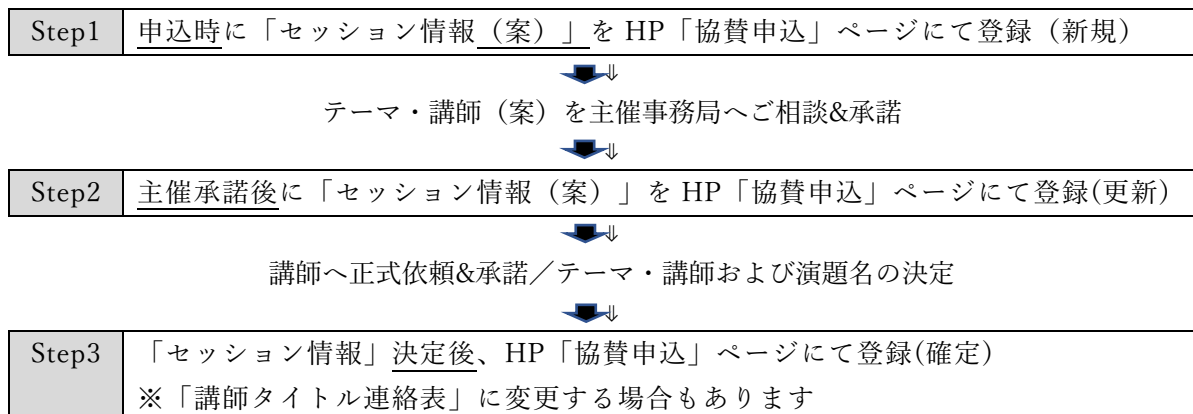 Step1 申込時に「セッション情報（案）」を HP「協賛申込」ページにて登録（新規）
⇓
テーマ・講師（案）を主催事務局へご相談&承諾
⇓
Step2 主催承諾後に「セッション情報（案）」を HP「協賛申込」ページにて登録(更新)
⇓
講師へ正式依頼&承諾／テーマ・講師および演題名の決定
⇓
Step3 「セッション情報」決定後、HP「協賛申込」ページにて登録(確定)
※「講師タイトル連絡表」に変更する場合もあります